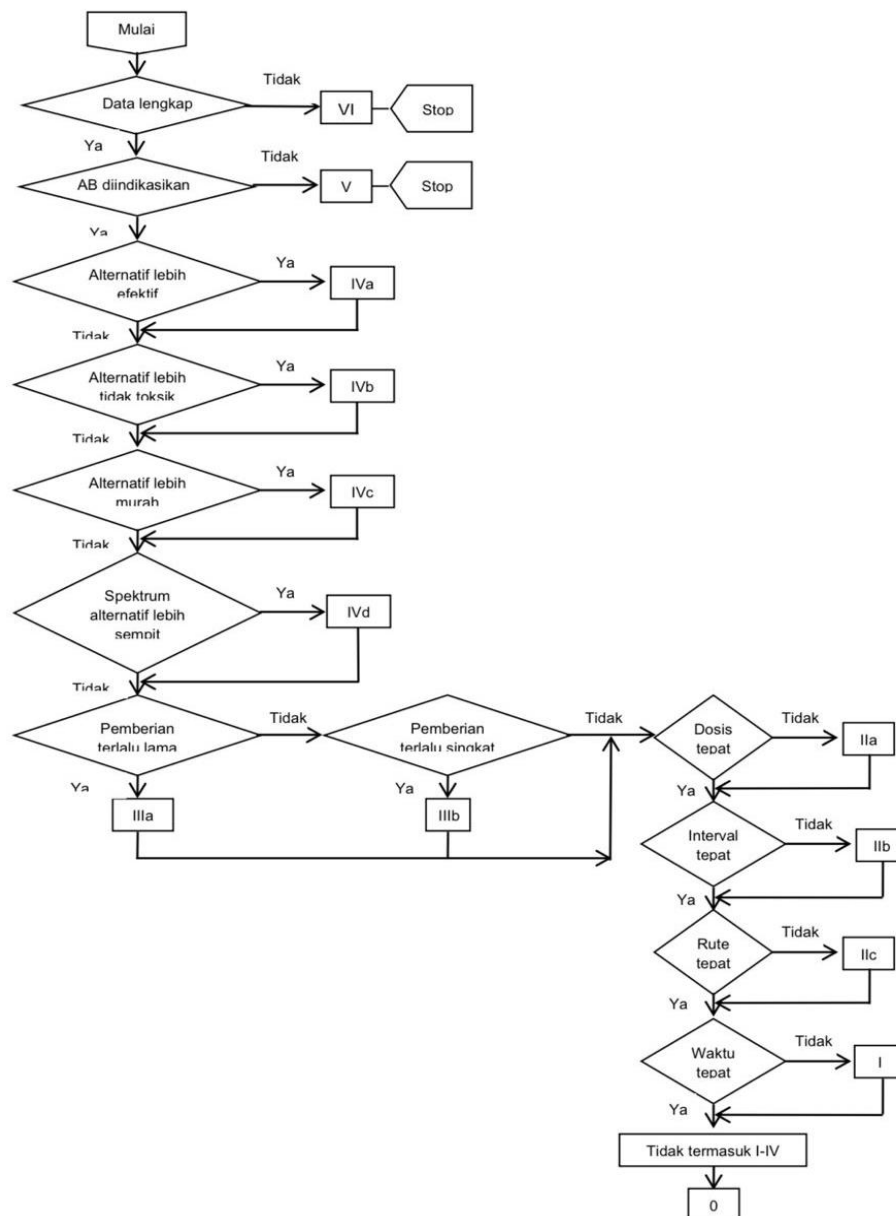 Mulai
Tidak
Data lengkap
VI
Stop
Ya
Tidak
AB diindikasikan
V
Stop
Ya
Alternatif lebih
efektif
Ya
IVa
Tidak
Alternatif lebih
tidak toksik
Ya
IVb
Tidak
Alternatif lebih
murah
Ya
IVc
Tidak
Spektrum
alternatif lebih
sempit
Ya
IVd
Tidak
Pemberian
terlalu lama
Tidak
Pemberian
terlalu singkat
Tidak
Dosis
tepat
Tidak
IIa
Ya
IIIa
Ya
IIIb
Ya
Interval
tepat
Tidak
IIb
Ya
Rute
tepat
Tidak
IIc
Ya
Waktu
tepat
Tidak
I
Ya
Tidak termasuk I-IV
0